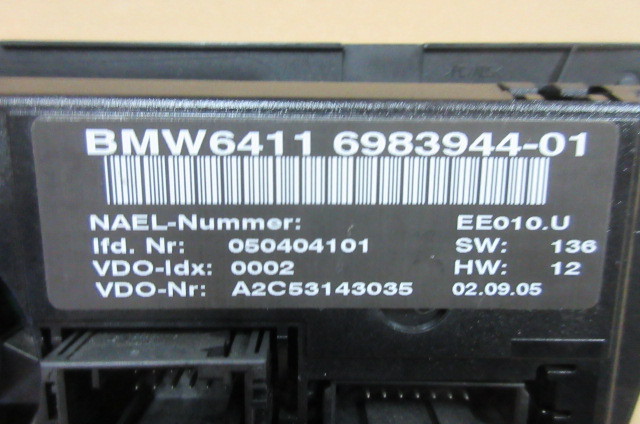 BMW6411 6983944-01
NAEL-Nummer: EE010.U
lfd. Nr: 050404101 SW: 136
VDO-Idx: 0002 HW: 12
VDO-Nr: A2C53143035 02.09.05